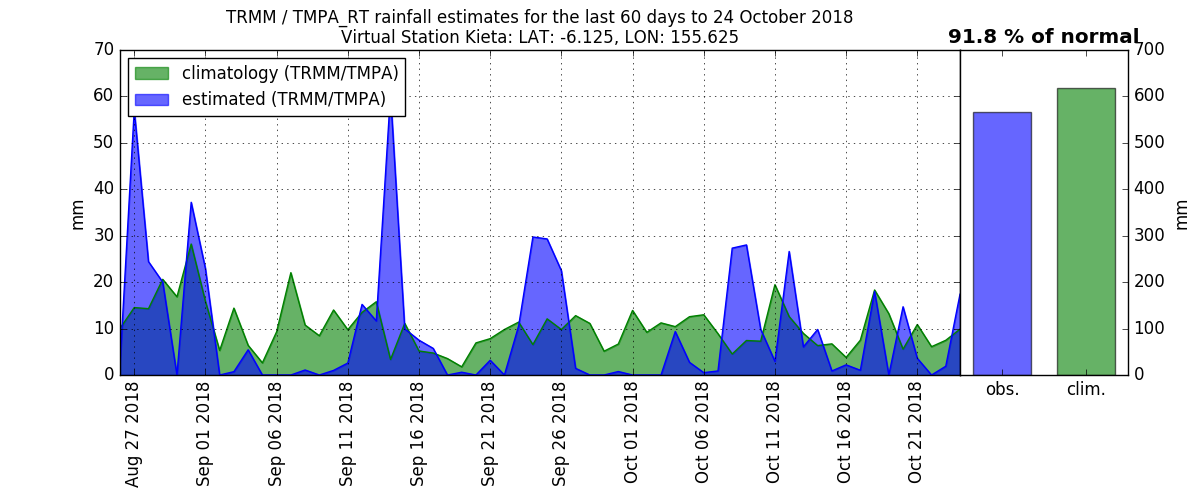 TRMM / TMPA_RT rainfall estimates for the last 60 days to 24 October 2018
Virtual Station Kieta: LAT: -6.125, LON: 155.625
91.8 % of normal
climatology (TRMM/TMPA)
estimated (TRMM/TMPA)
70
60
50
40
30
20
10
0
mm
Aug 27 2018
Sep 01 2018
Sep 06 2018
Sep 11 2018
Sep 16 2018
Sep 21 2018
Sep 26 2018
Oct 01 2018
Oct 06 2018
Oct 11 2018
Oct 16 2018
Oct 21 2018
obs.
clim.
700
600
500
400
300
200
100
0
mm